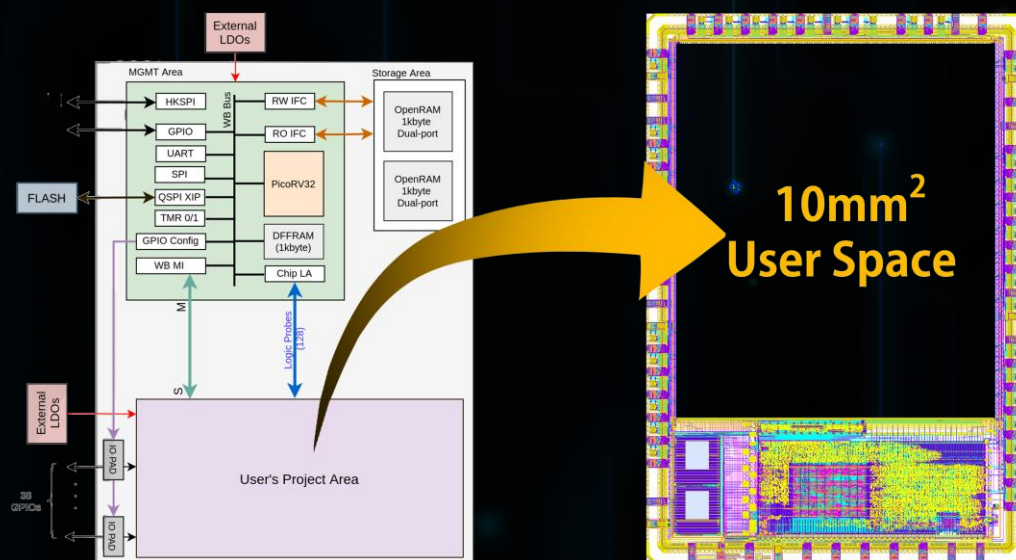 External
LDOs
MGMT Area
Storage Area
HKSPI
GPIO
UART
SPI
QSPI XIP
TMR 0/1
GPIO Config
WB MI
WB Bus
RW IFC
RO IFC
PicoRV32
DFFRAM
(1kbyte)
Chip LA
OpenRAM
1kbyte
Dual-port
OpenRAM
1kbyte
Dual-port
FLASH
M
S
Logic Probes
(128)
External
LDOs
IO PAD
IO PAD
38
GPIOs
User's Project Area
10mm²
User Space